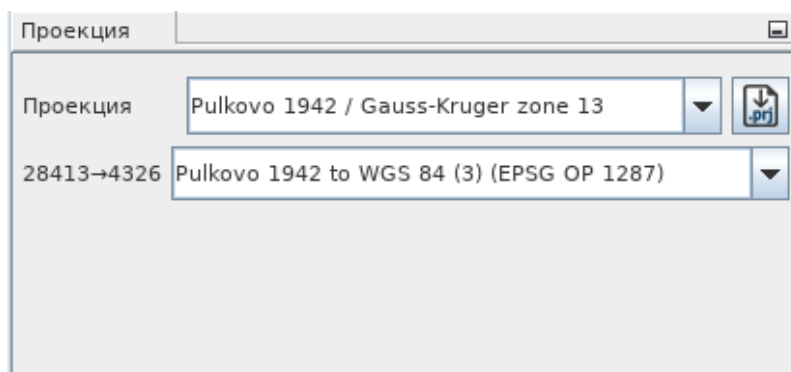 Проекция
Проекция Pulkovo 1942 / Gauss-Kruger zone 13 .prj
28413→4326 Pulkovo 1942 to WGS 84 (3) (EPSG OP 1287)